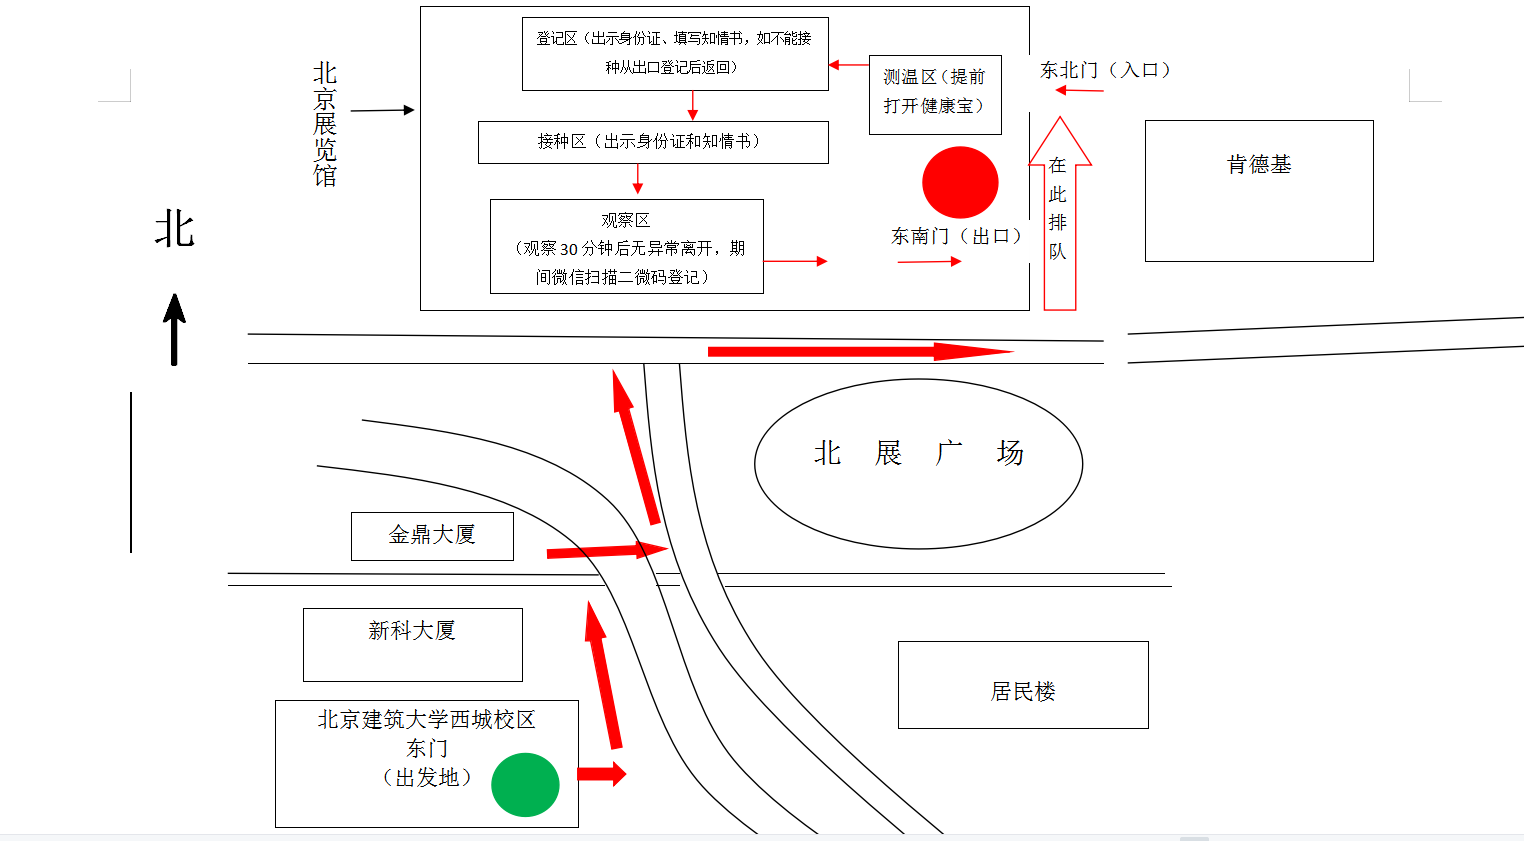 登记区（出示身份证、填写知情书，如不能接
种从出口登记后返回）
测温区（提前
打开健康宝）
东北门（入口）
北京展览馆
接种区（出示身份证和知情书）
肯德基
在此排队
观察区
（观察 30 分钟后无异常离开，期
间微信扫描二微码登记）
东南门（出口）
北
北展广场
金鼎大厦
新科大厦
居民楼
北京建筑大学西城校区
东门
（出发地）